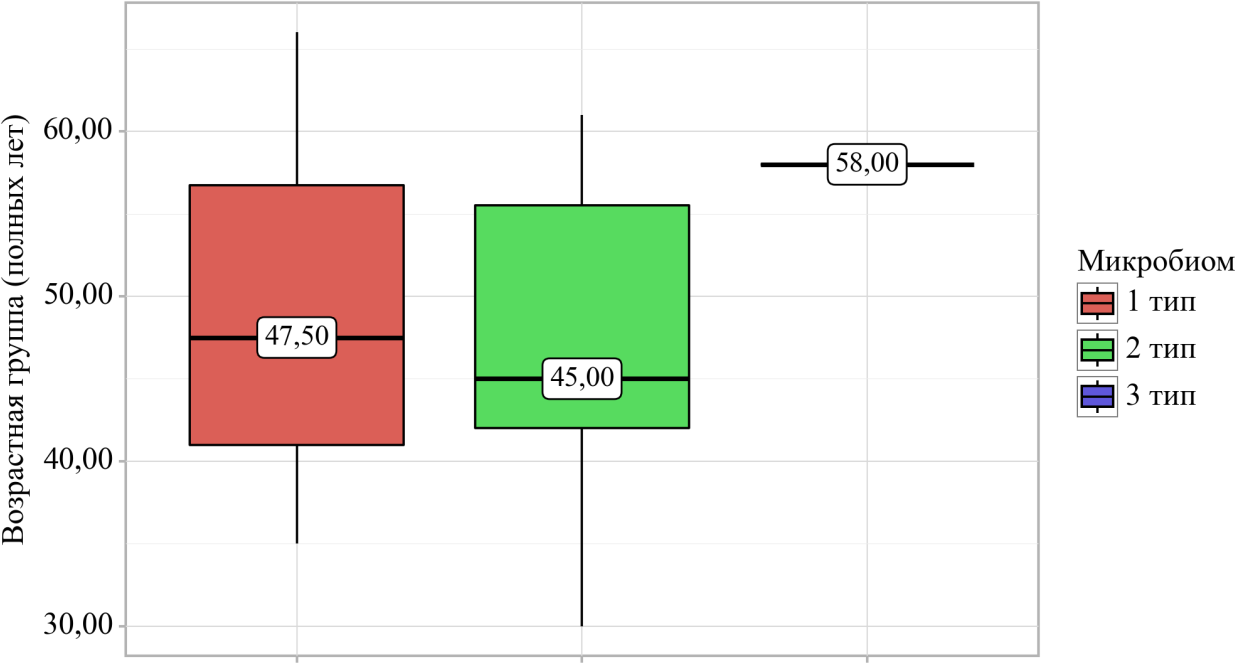 Возрастная группа (полных лет)
60,00
50,00
40,00
30,00
47,50
45,00
58,00
Микробиом
1 тип
2 тип
3 тип